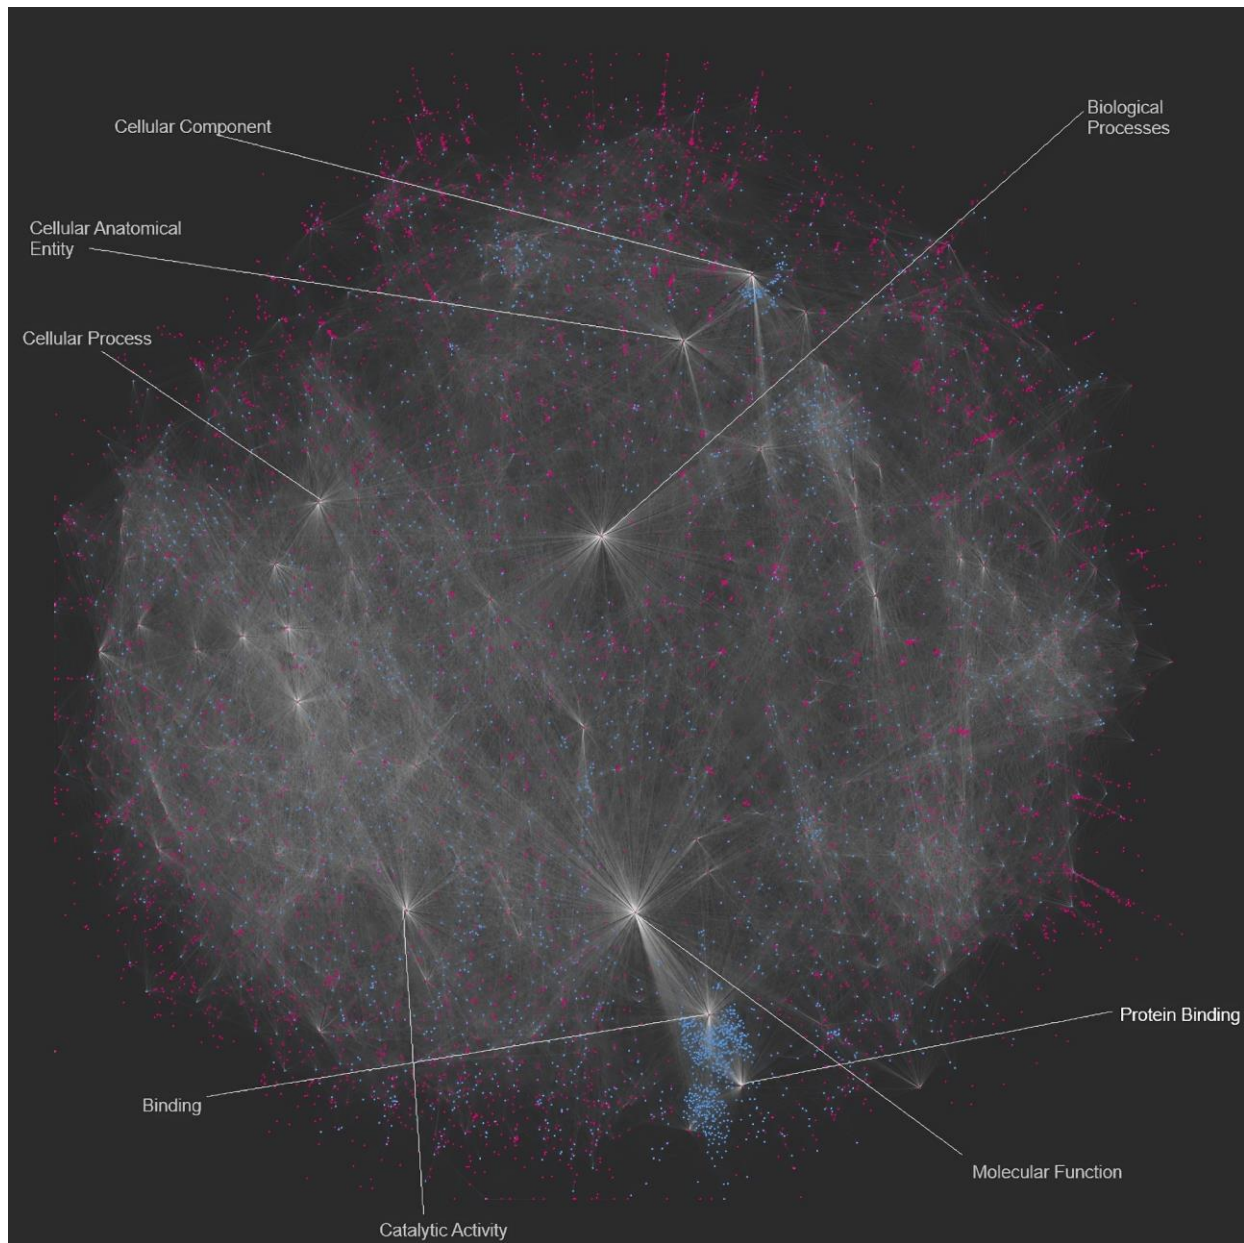 Biological
Processes
Cellular Component
Cellular Anatomical
Entity
Cellular Process
Protein Binding
Binding
Molecular Function
Catalytic Activity